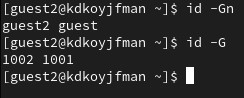 [guest2@kdkoyjfman ~]$ id -Gn
guest2 guest
[guest2@kdkoyjfman ~]$ id -G
1002 1001
[guest2@kdkoyjfman ~]$